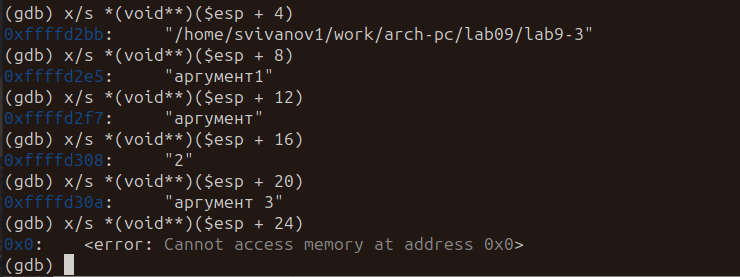 (gdb) x/s *(void**)($esp + 4)
0xffffd2bb:     "/home/svivanov1/work/arch-pc/lab09/lab9-3"
(gdb) x/s *(void**)($esp + 8)
0xffffd2e5:     "аргумент1"
(gdb) x/s *(void**)($esp + 12)
0xffffd2f7:     "аргумент"
(gdb) x/s *(void**)($esp + 16)
0xffffd308:     "2"
(gdb) x/s *(void**)($esp + 20)
0xffffd30a:     "аргумент 3"
(gdb) x/s *(void**)($esp + 24)
0x0:    <error: Cannot access memory at address 0x0>
(gdb)